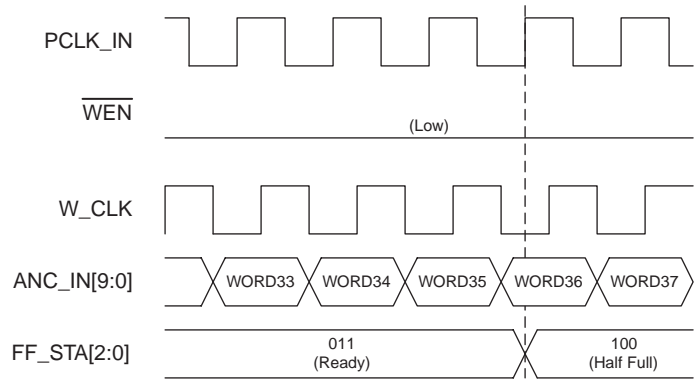 PCLK_IN
WEN
(Low)
W_CLK
ANC_IN[9:0]
WORD33 WORD34 WORD35 WORD36 WORD37
FF_STA[2:0]
011
(Ready)
100
(Half Full)